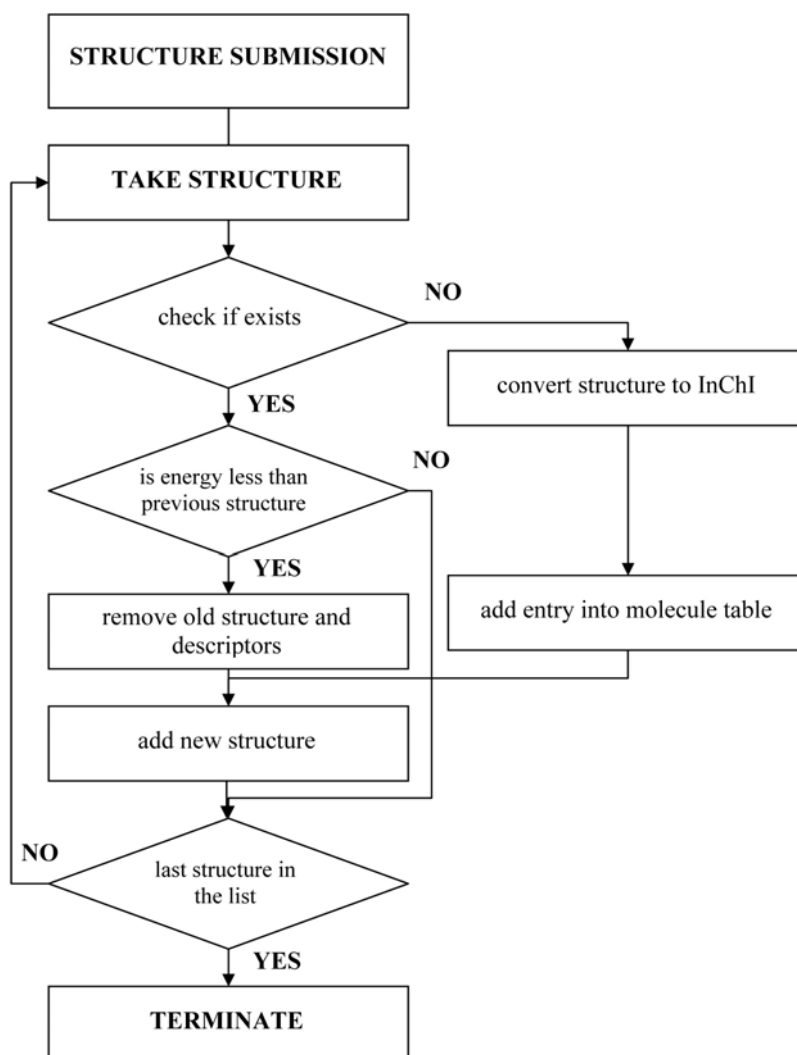 STRUCTURE SUBMISSION
TAKE STRUCTURE
check if exists
NO
convert structure to InChI
YES
is energy less than
previous structure
NO
YES
remove old structure and
descriptors
add entry into molecule table
add new structure
NO
last structure in
the list
YES
TERMINATE